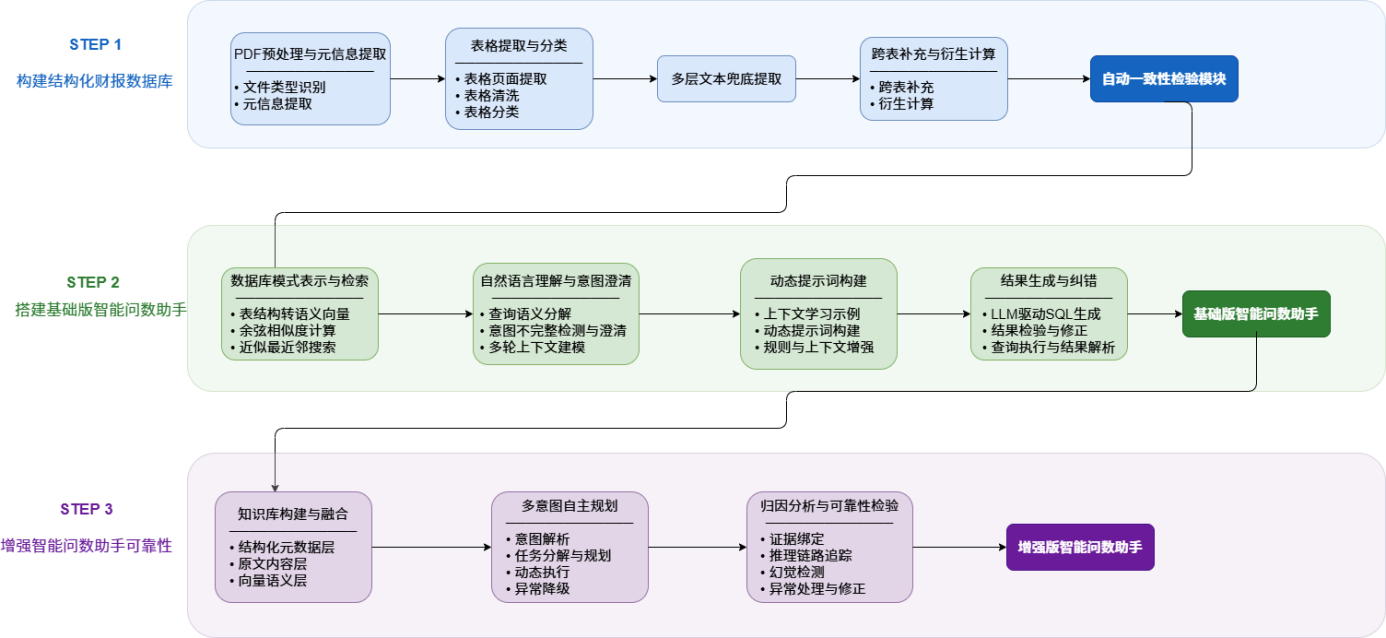 STEP 1
构建结构化财报数据库
PDF预处理与元信息提取
• 文件类型识别
• 元信息提取
表格提取与分类
• 表格页面提取
• 表格清洗
• 表格分类
多层文本兜底提取
跨表补充与衍生计算
• 跨表补充
• 衍生计算
自动一致性检验模块
STEP 2
搭建基础版智能问数助手
数据库模式表示与检索
• 表结构转语义向量
• 余弦相似度计算
• 近似最近邻搜索
自然语言理解与意图澄清
• 查询语义分解
• 意图不完整检测与澄清
• 多轮上下文建模
动态提示词构建
• 上下文学习示例
• 动态提示词构建
• 规则与上下文增强
结果生成与纠错
• LLM驱动SQL生成
• 结果检验与修正
• 查询执行与结果解析
基础版智能问数助手
STEP 3
增强智能问数助手可靠性
知识库构建与融合
• 结构化元数据层
• 原文内容层
• 向量语义层
多意图自主规划
• 意图解析
• 任务分解与规划
• 动态执行
• 异常降级
归因分析与可靠性检验
• 证据绑定
• 推理链路追踪
• 幻觉检测
• 异常处理与修正
增强版智能问数助手